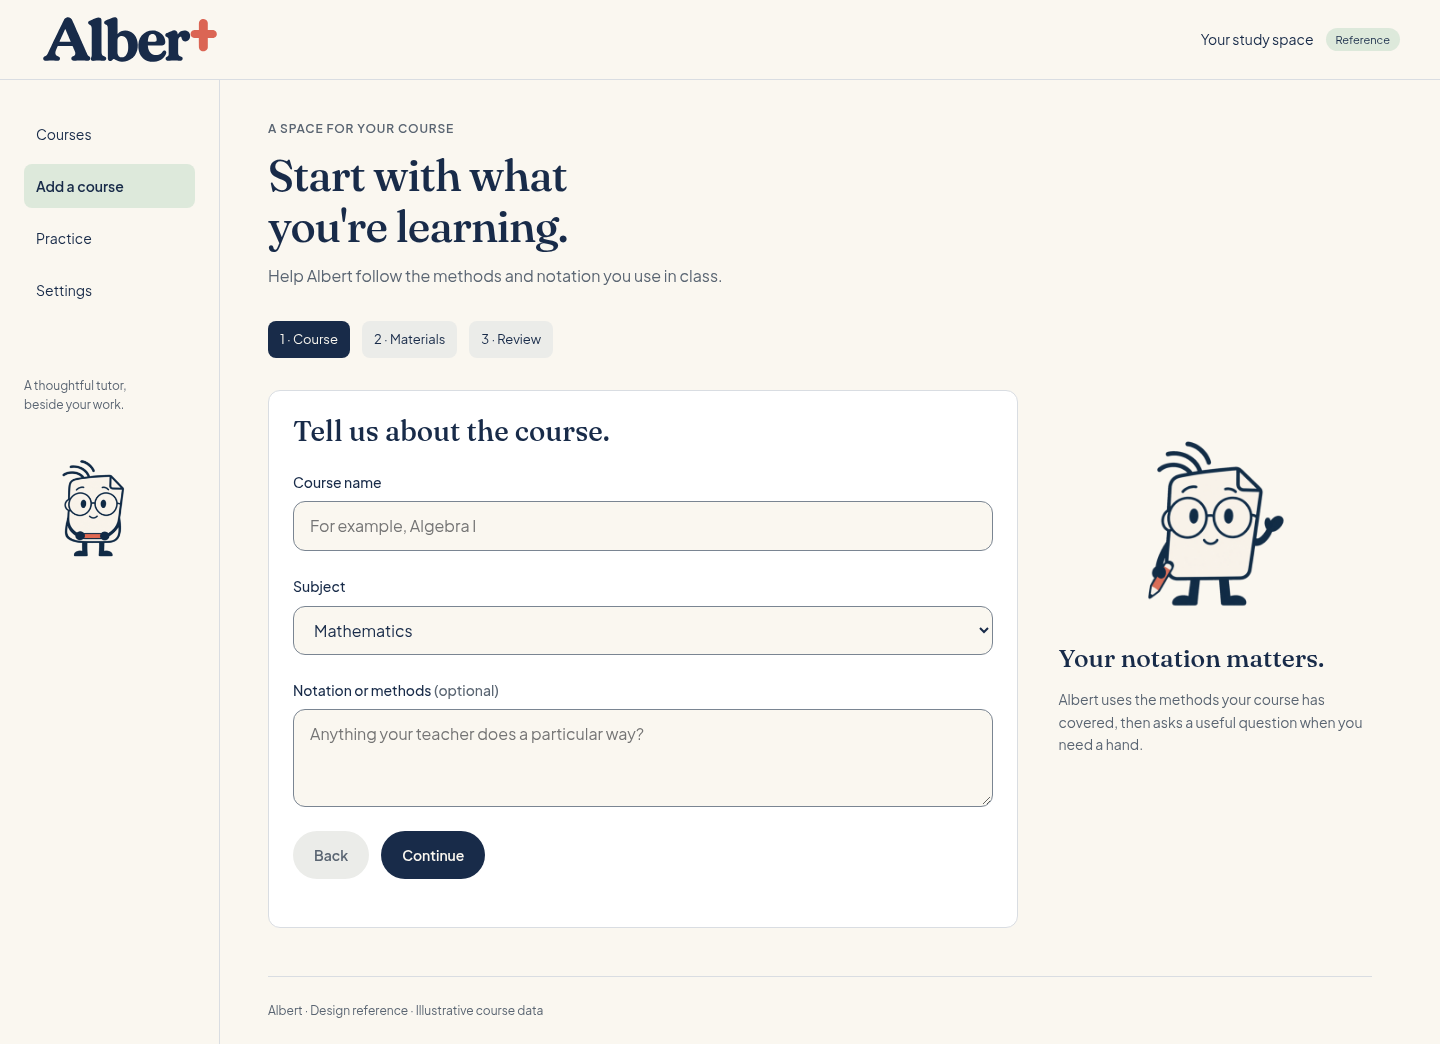 Alber+
Your study space
Reference
Courses
Add a course
Practice
Settings
A thoughtful tutor,
beside your work.
A SPACE FOR YOUR COURSE
Start with what
you're learning.
Help Albert follow the methods and notation you use in class.
1 · Course
2 · Materials
3 · Review
Tell us about the course.
Course name
For example, Algebra I
Subject
Mathematics
Notation or methods (optional)
Anything your teacher does a particular way?
Back
Continue
Your notation matters.
Albert uses the methods your course has
covered, then asks a useful question when you
need a hand.
Albert · Design reference · Illustrative course data